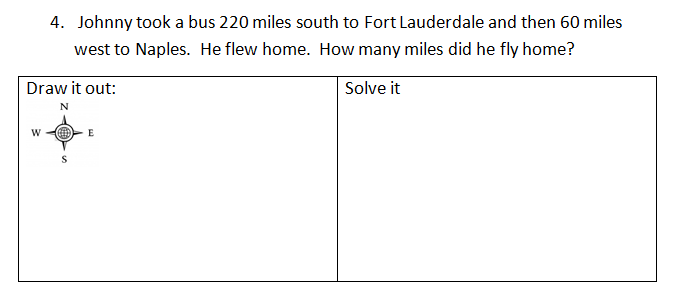 4. Johnny took a bus 220 miles south to Fort Lauderdale and then 60 miles
west to Naples. He flew home. How many miles did he fly home?
Draw it out:
N
W E
S
Solve it